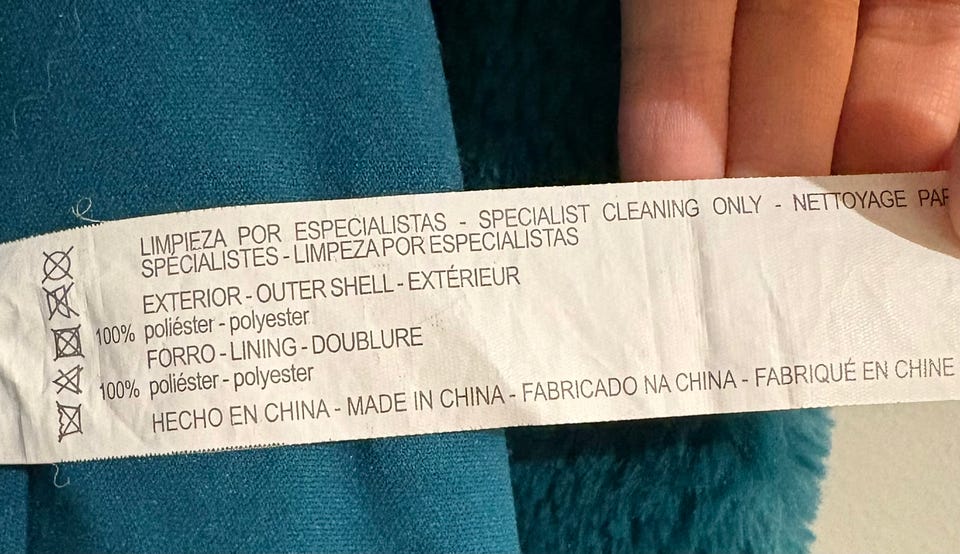 LIMPIEZA POR ESPECIALISTAS - SPECIALIST CLEANING ONLY - NETTOYAGE PAR
SPÉCIALISTES - LIMPEZA POR ESPECIALISTAS
EXTERIOR - OUTER SHELL - EXTÉRIEUR
100% poliéster - polyester
FORRO - LINING - DOUBLURE
100% poliéster - polyester
HECHO EN CHINA - MADE IN CHINA - FABRICADO NA CHINA - FABRIQUÉ EN CHINE